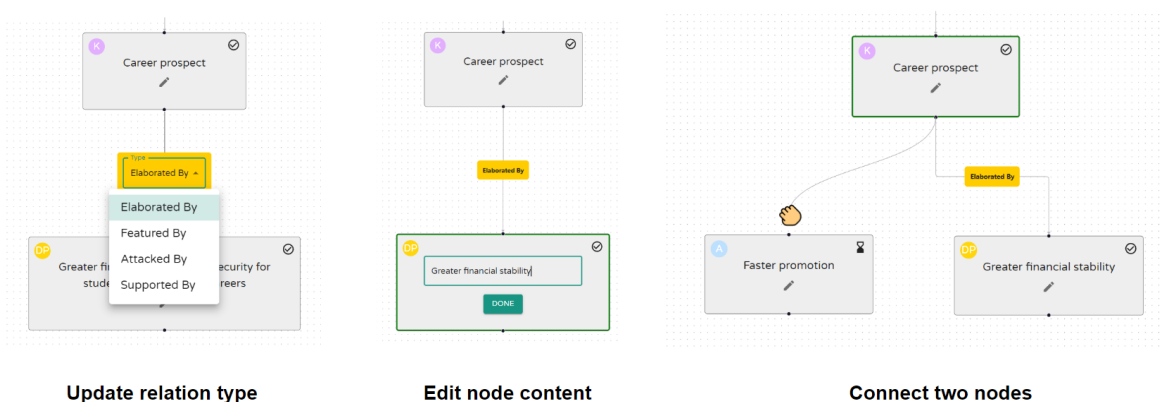 K
Career prospect
Type
Elaborated By
Elaborated By
Featured By
Attacked By
Supported By
DP
Greater fi ecurity for
stude reers
Update relation type
K
Career prospect
Elaborated By
DP
Greater financial stability
DONE
Edit node content
K
Career prospect
Elaborated By
A
Faster promotion
DP
Greater financial stability
Connect two nodes